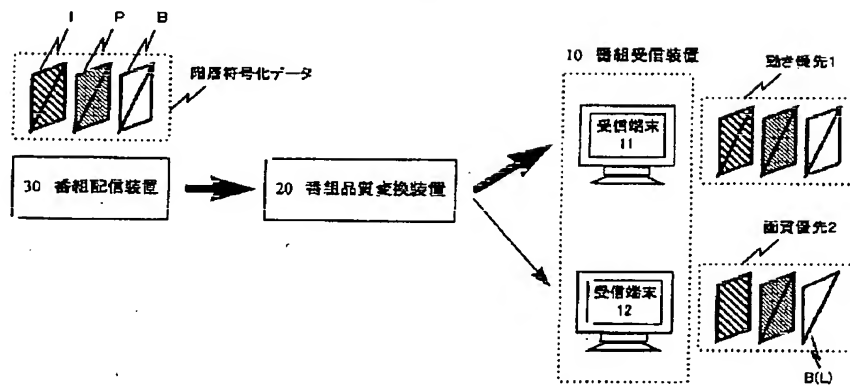 I P B
階層符号化データ
30 番組配信装置
20 番組品質変換装置
10 番組受信装置
受信端末
11
動き優先1
受信端末
12
画質優先2
B(L)